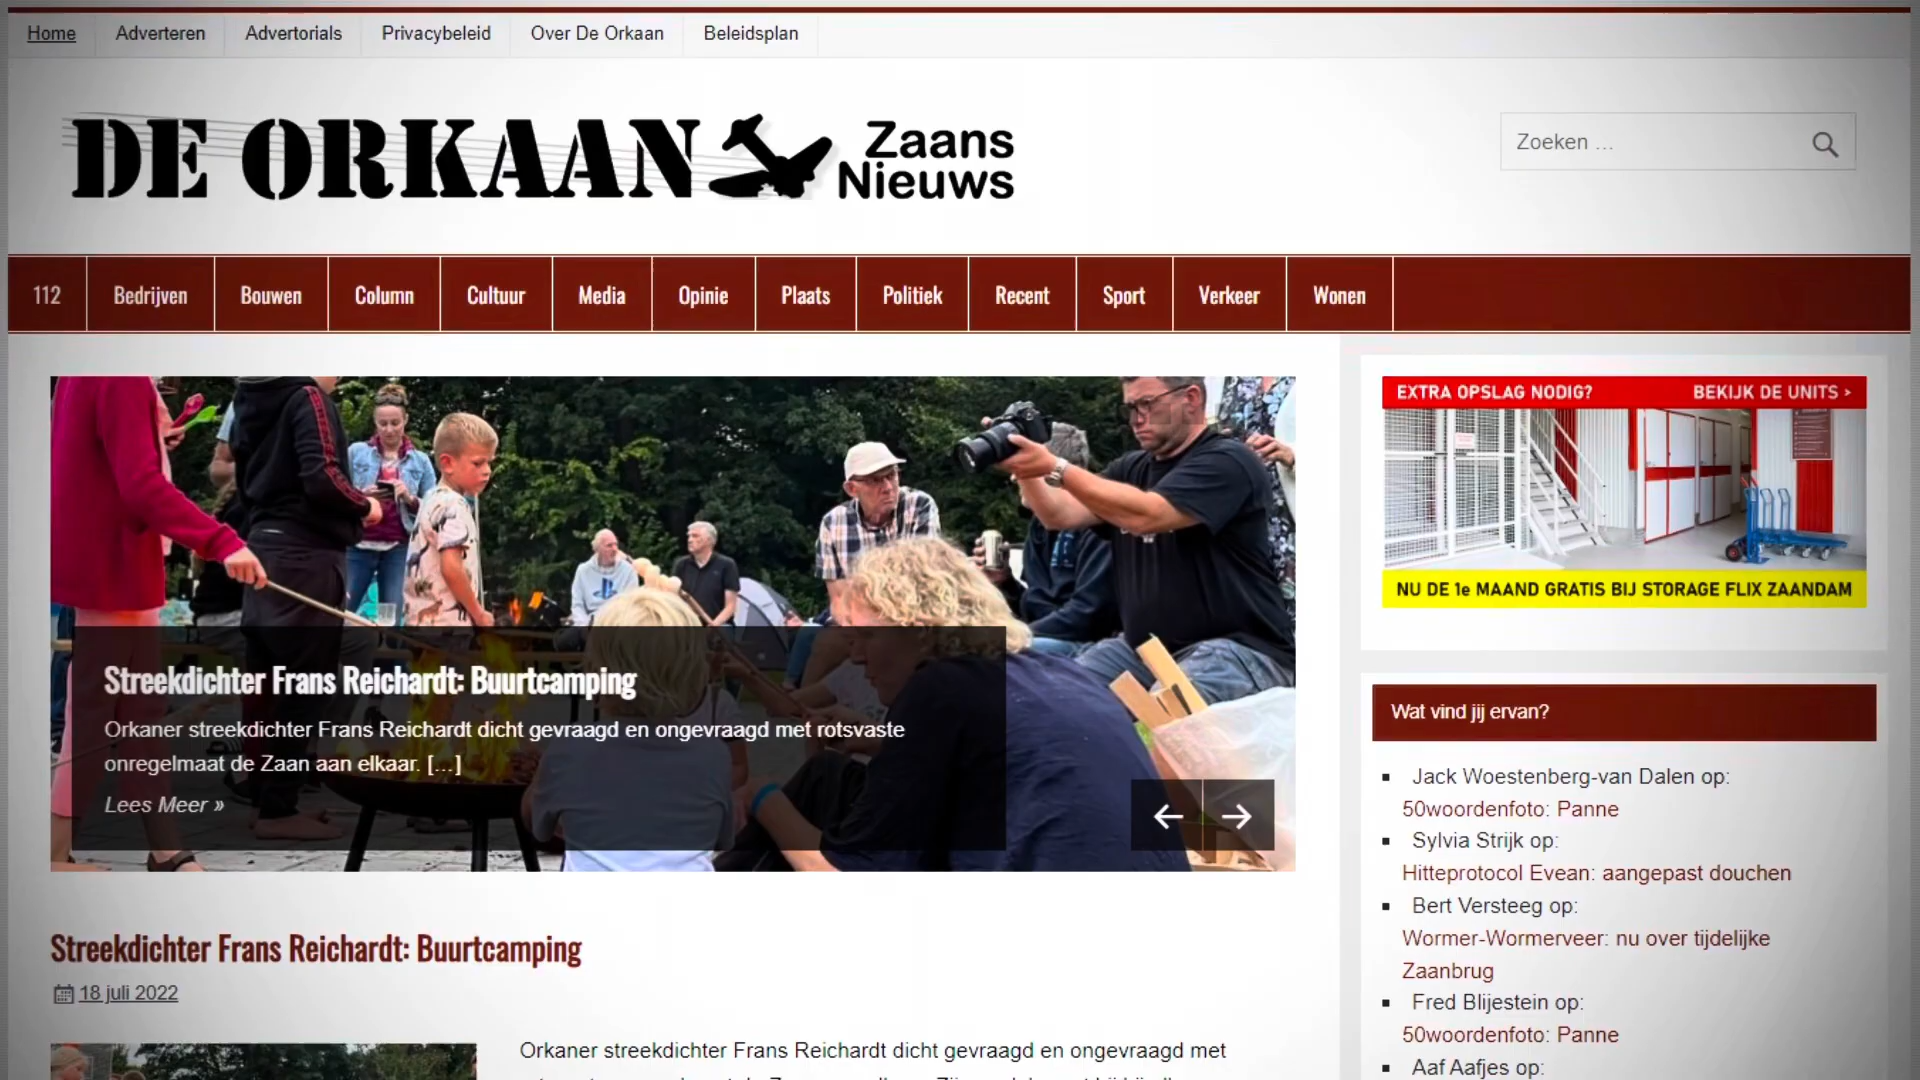 Home Adverteren Advertorials Privacybeleid Over De Orkaan Beleidsplan
DE ORKAAN
Zaans
Nieuws
Zoeken ...
112 Bedrijven Bouwen Column Cultuur Media Opinie Plaats Politiek Recent Sport Verkeer Wonen
Streekdichter Frans Reichardt: Buurtcamping
Orkaner streekdichter Frans Reichardt dicht gevraagd en ongevraagd met rotsvaste
onregelmaat de Zaan aan elkaar. [...]
Lees Meer »
Streekdichter Frans Reichardt: Buurtcamping
18 juli 2022
Orkaner streekdichter Frans Reichardt dicht gevraagd en ongevraagd met
EXTRA OPSLAG NODIG? BEKIJK DE UNITS >
NU DE 1e MAAND GRATIS BIJ STORAGE FLIX ZAANDAM
Wat vind jij ervan?
Jack Woestenberg-van Dalen op:
50woordenfoto: Panne
Sylvia Strijk op:
Hitteprotocol Evean: aangepast douchen
Bert Versteeg op:
Wormer-Wormerveer: nu over tijdelijke
Zaanbrug
Fred Blijestein op:
50woordenfoto: Panne
Aaf Aafjes op: